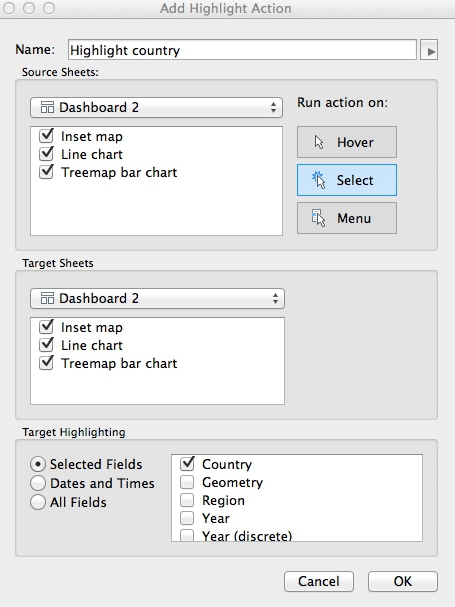 Add Highlight Action
Name: Highlight country
Source Sheets:
Dashboard 2
Run action on:
Inset map
Line chart
Treemap bar chart
Hover
Select
Menu
Target Sheets
Dashboard 2
Inset map
Line chart
Treemap bar chart
Target Highlighting
Selected Fields
Dates and Times
All Fields
Country
Geometry
Region
Year
Year (discrete)
Cancel
OK